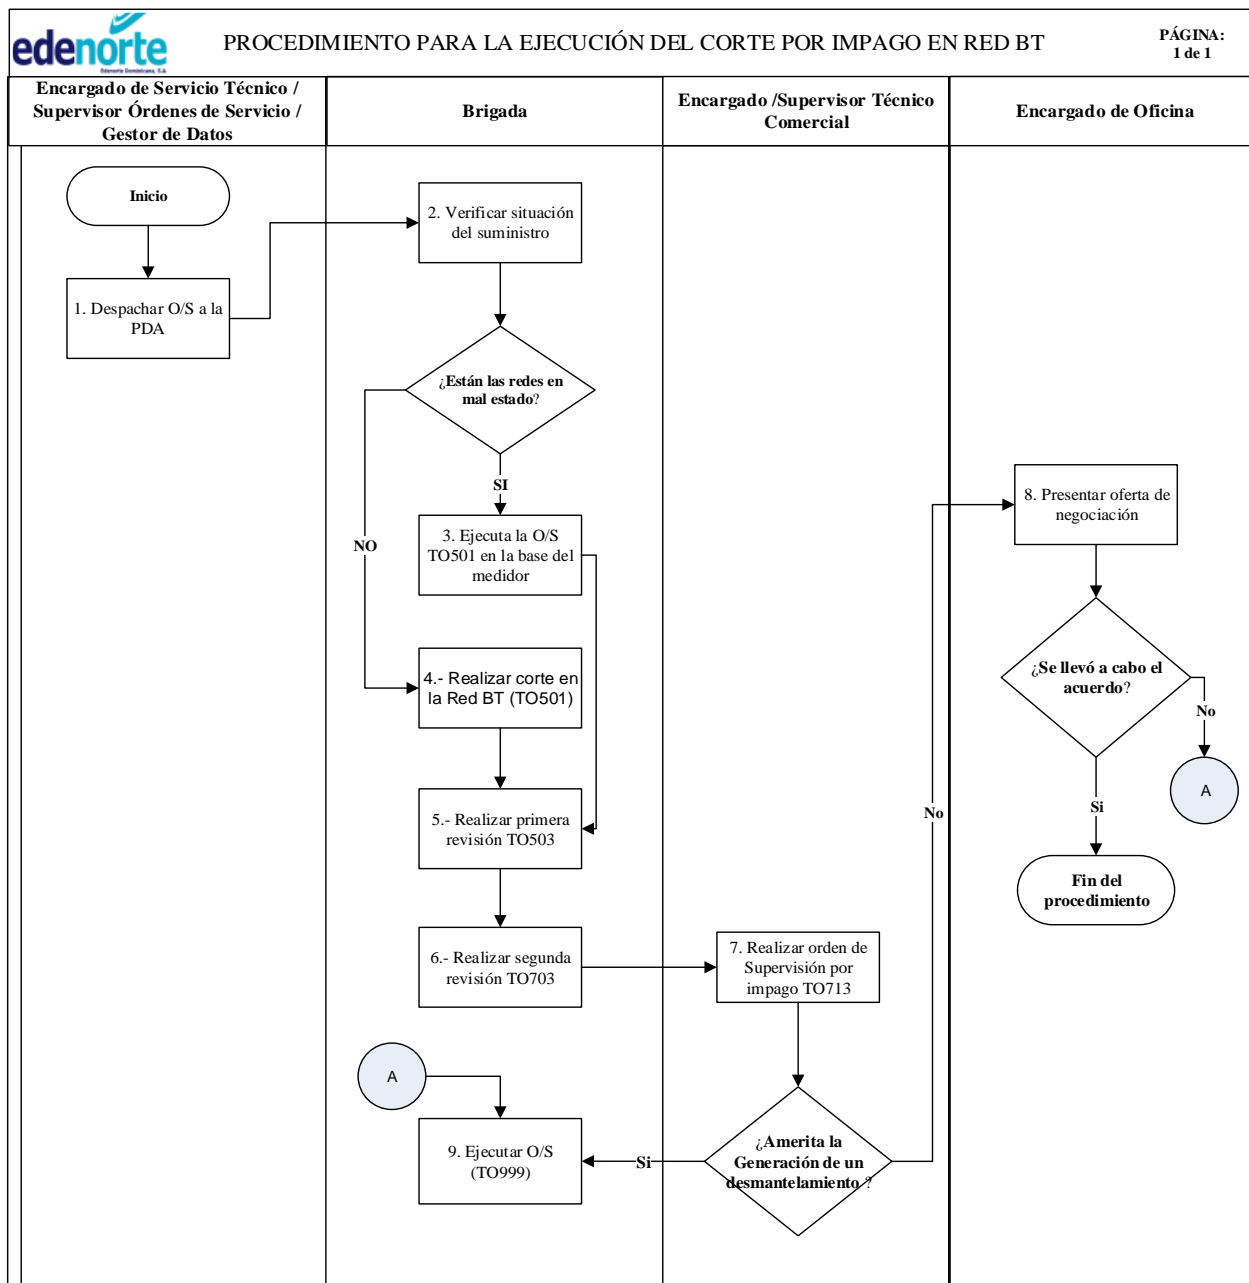 edenorte
Edenorte Dominicana, S.A.
PROCEDIMIENTO PARA LA EJECUCIÓN DEL CORTE POR IMPAGO EN RED BT
PÁGINA:
1 de 1
Encargado de Servicio Técnico /
Supervisor Órdenes de Servicio /
Gestor de Datos
Brigada
Encargado /Supervisor Técnico
Comercial
Encargado de Oficina
Inicio
1. Despachar O/S a la
PDA
2. Verificar situación
del suministro
¿Están las redes en
mal estado?
SI
NO
3. Ejecuta la O/S
TO501 en la base del
medidor
4.- Realizar corte en
la Red BT (TO501)
5.- Realizar primera
revisión TO503
6.- Realizar segunda
revisión TO703
7. Realizar orden de
Supervisión por
impago TO713
¿Amerita la
Generación de un
desmantelamiento ?
Si
No
8. Presentar oferta de
negociación
¿Se llevó a cabo el
acuerdo?
No
A
Si
Fin del
procedimiento
A
9. Ejecutar O/S
(TO999)